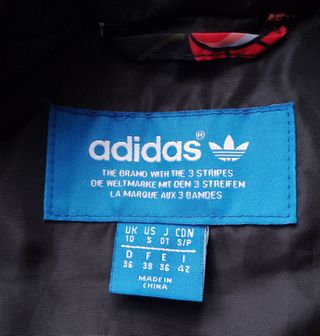 adidas®
THE BRAND WITH THE 3 STRIPES
DIE WELTMARKE MIT DEN 3 STREIFEN
LA MARQUE AUX 3 BANDES
UK US J CDN
10 S OT S/P
D F E I
36 38 36 42
MADE IN
CHINA